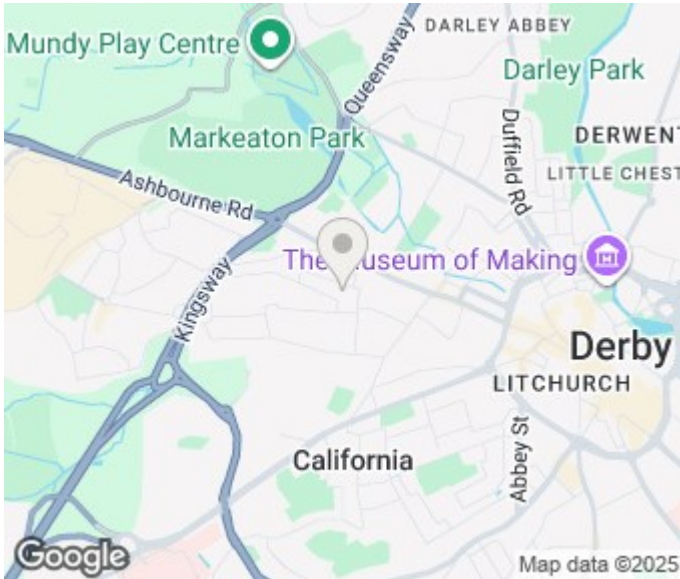 DARLEY ABBEY
Mundy Play Centre
Queensway
Darley Park
Duffield Rd
Markeaton Park
DERWENT
LITTLE CHEST
Ashbourne Rd
The Museum of Making
Kingsway
Derby
LITCHURCH
Abbey St
California
Google
Map data ©2025